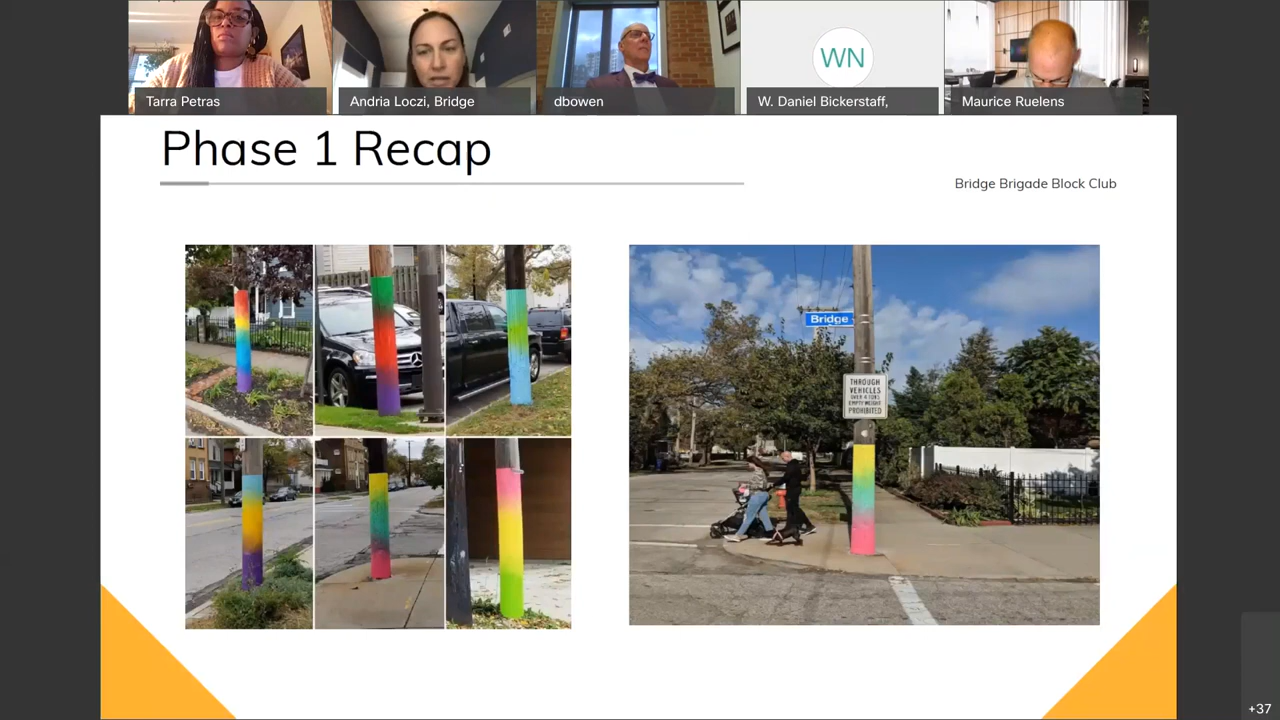 WN
Tarra Petras
Andria Loczi, Bridge
dbowen
W. Daniel Bickerstaff,
Maurice Ruelens
Phase 1 Recap
Bridge Brigade Block Club
Bridge
THROUGH
VEHICLES
OVER 4 TONS
EMPTY WEIGHT
PROHIBITED
+37